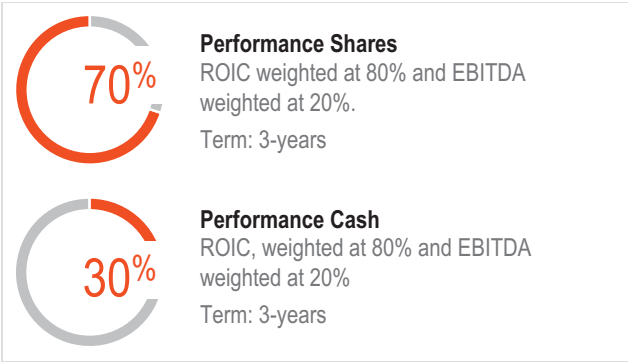 70%
Performance Shares
ROIC weighted at 80% and EBITDA
weighted at 20%.
Term: 3-years
30%
Performance Cash
ROIC, weighted at 80% and EBITDA
weighted at 20%
Term: 3-years